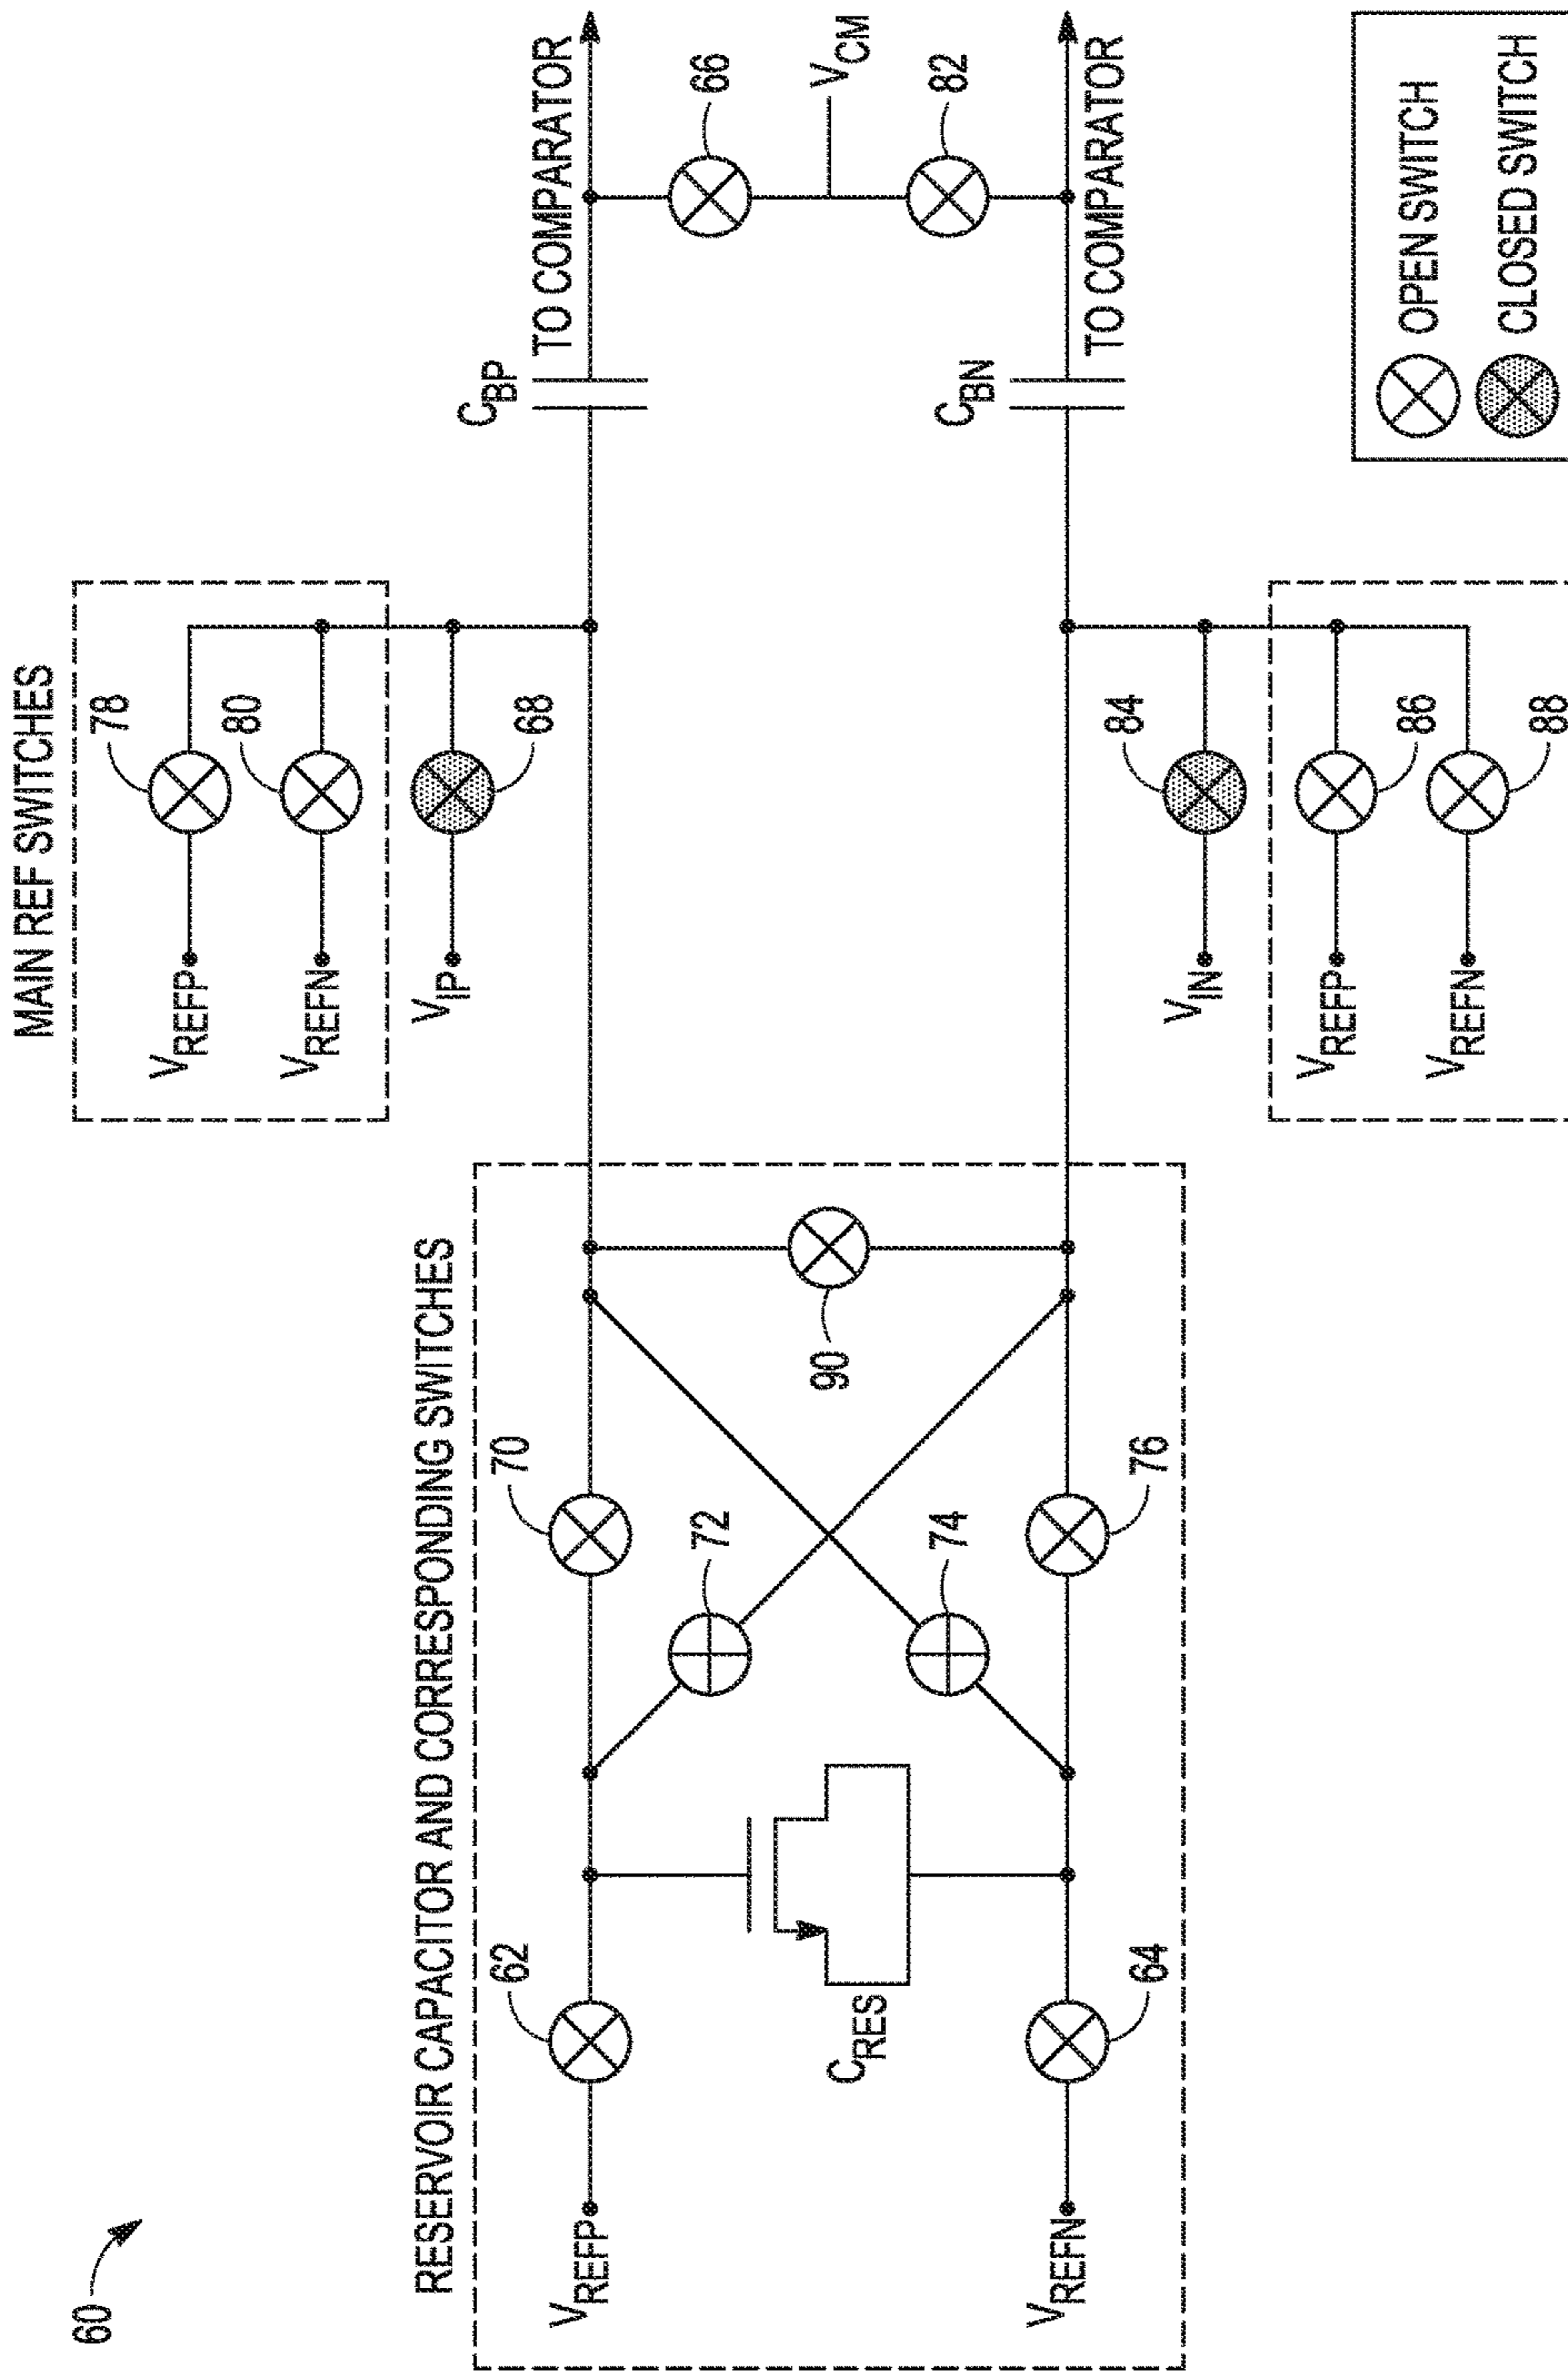 60
MAIN REF SWITCHES
V_REFP
78
V_REFN
80
V_IP
68
RESERVOIR CAPACITOR AND CORRESPONDING SWITCHES
V_REFP
62
70
C_BP
TO COMPARATOR
72
66
C_RES
90
V_CM
74
82
V_REFN
64
76
C_BN
TO COMPARATOR
V_IN
84
V_REFP
86
V_REFN
88
OPEN SWITCH
CLOSED SWITCH